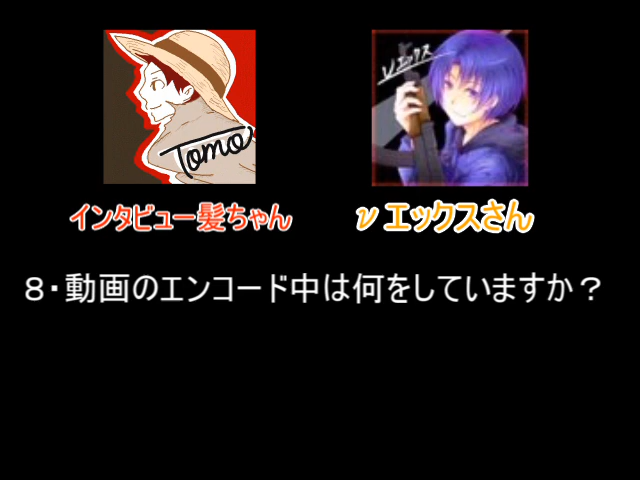 Tomo
νエックス
インタビュー髪ちゃん
νエックスさん
８・動画のエンコード中は何をしていますか？